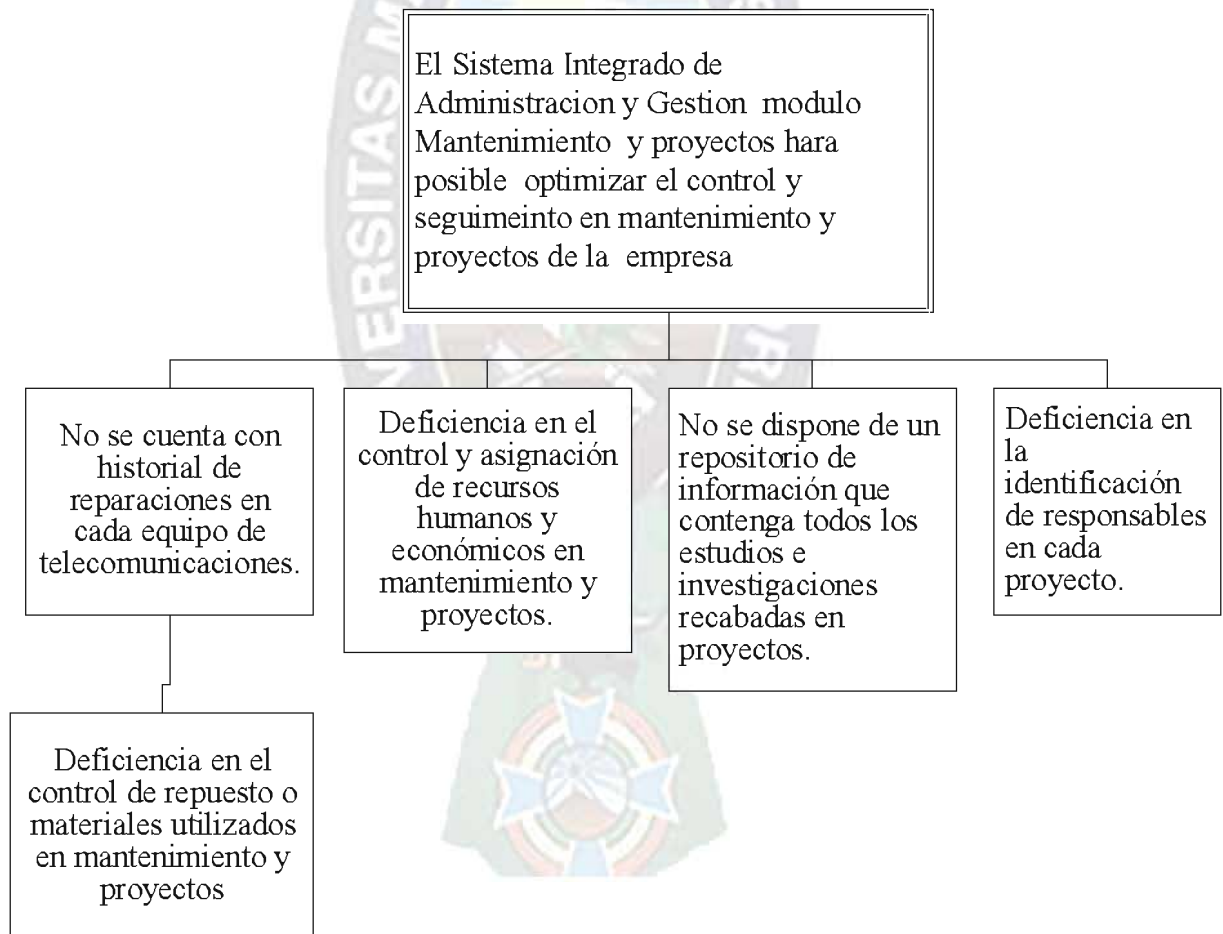 El Sistema Integrado de
Administracion y Gestion modulo
Mantenimiento y proyectos hara
posible optimizar el control y
seguimeinto en mantenimiento y
proyectos de la empresa
No se cuenta con
historial de
reparaciones en
cada equipo de
telecomunicaciones.
Deficiencia en el
control y asignación
de recursos
humanos y
económicos en
mantenimiento y
proyectos.
No se dispone de un
repositorio de
información que
contenga todos los
estudios e
investigaciones
recabadas en
proyectos.
Deficiencia en
la
identificación
de responsables
en cada
proyecto.
Deficiencia en el
control de repuesto o
materiales utilizados
en mantenimiento y
proyectos